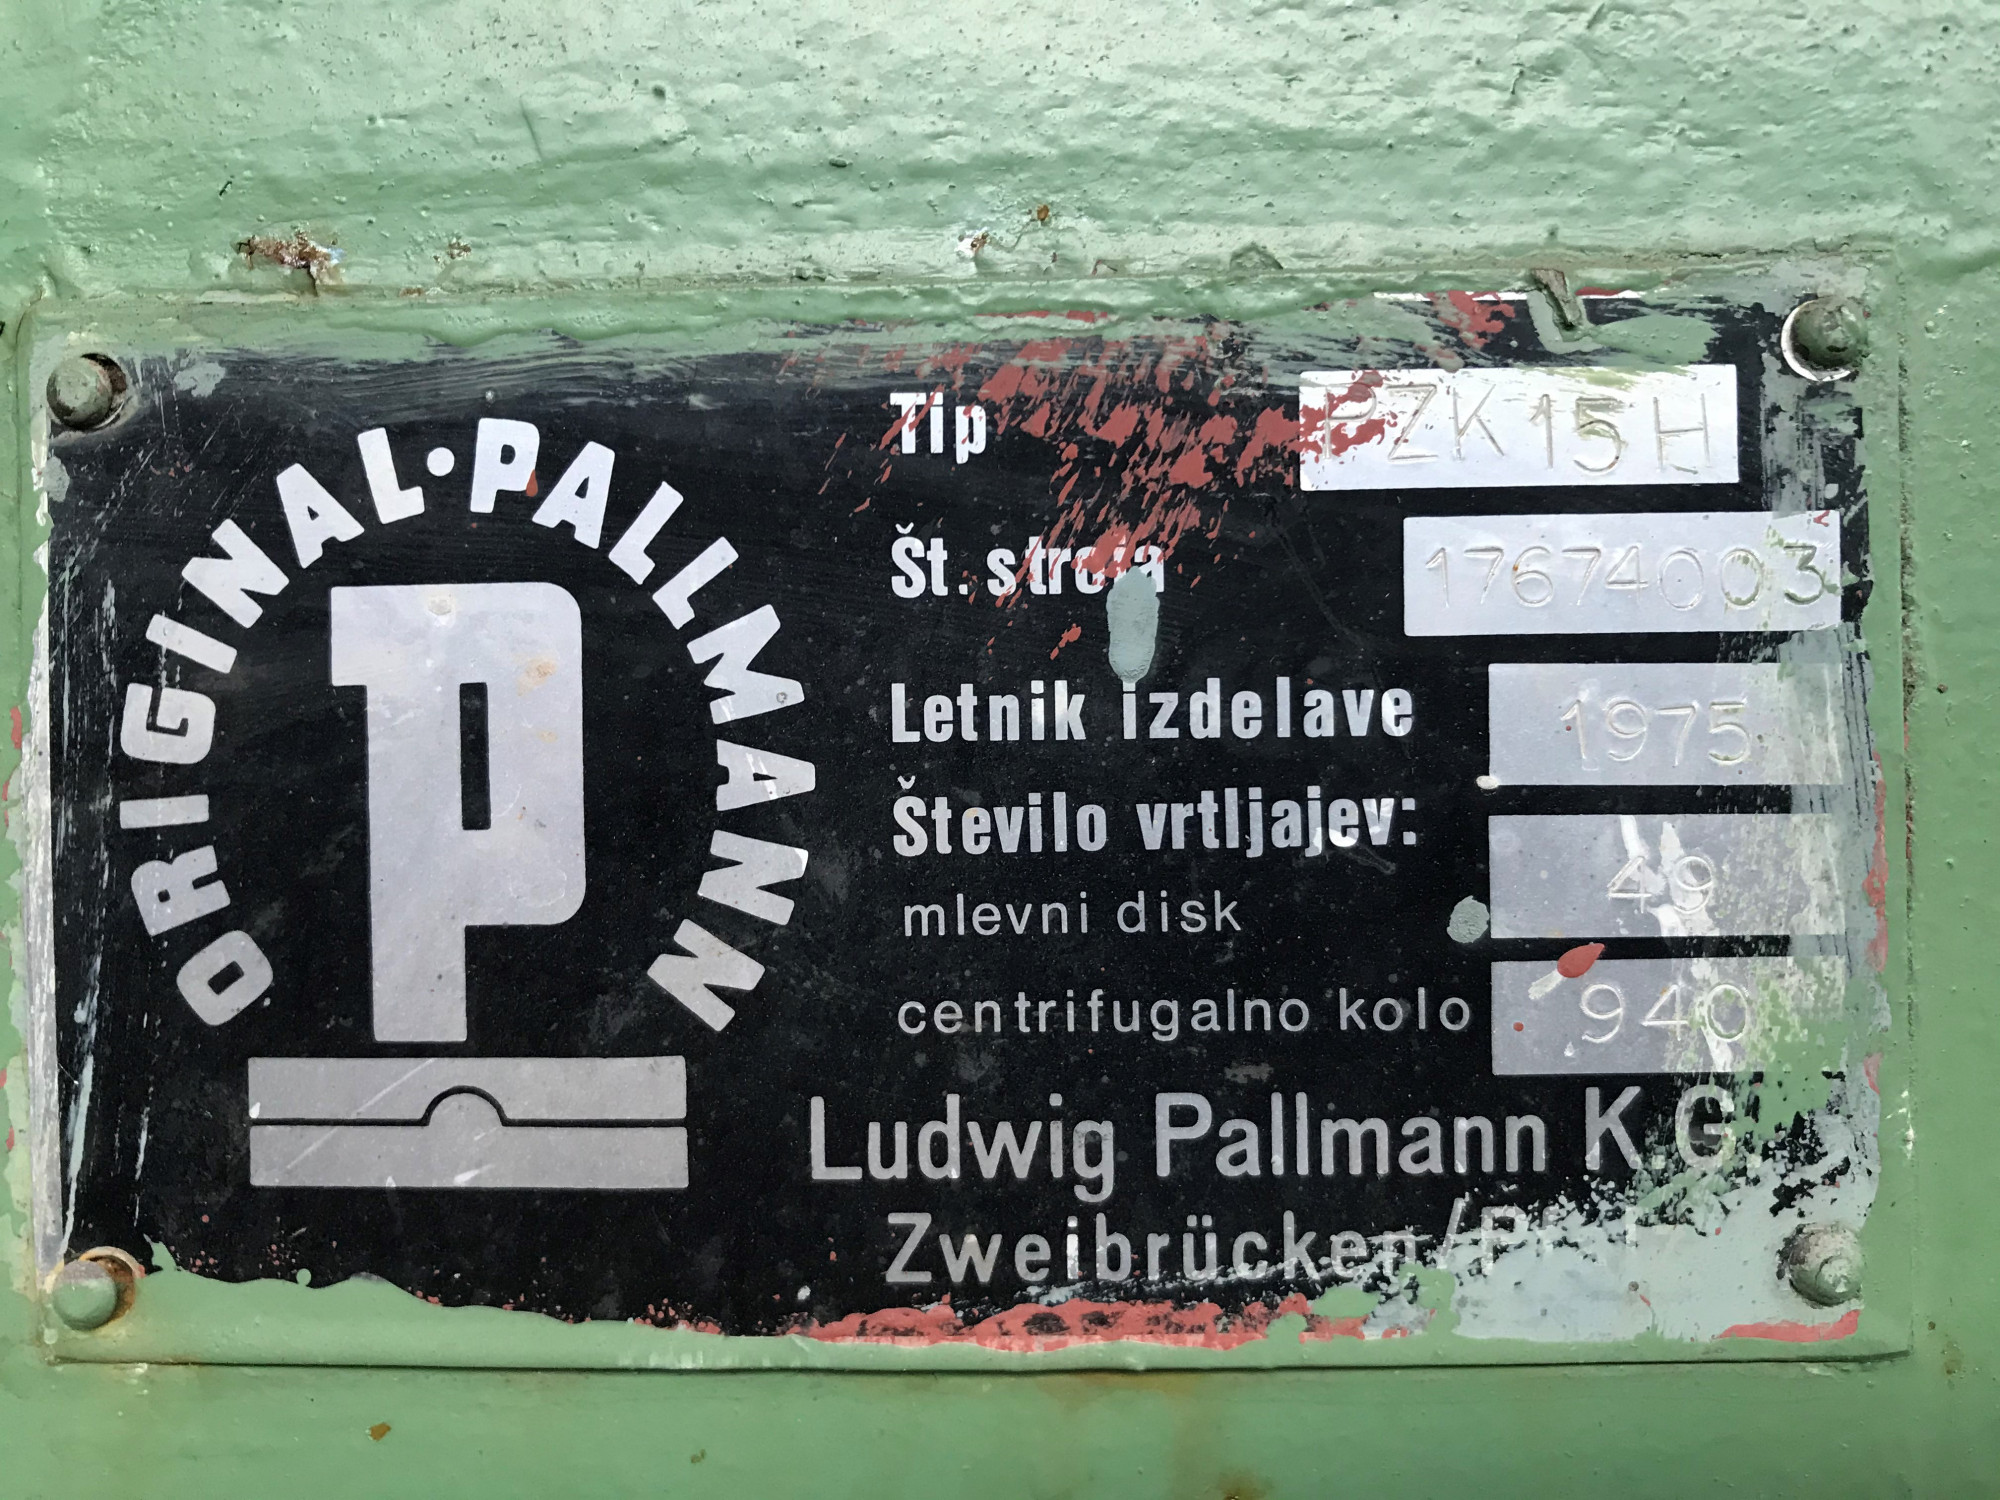 ORIGINAL·PALLMANN
P
Tip PZK 15 H
Št. stroja 17674003
Letnik izdelave 1975
Število vrtljajev:
mlevni disk 49
centrifugalno kolo 940
Ludwig Pallmann K.G.
Zweibrücken/